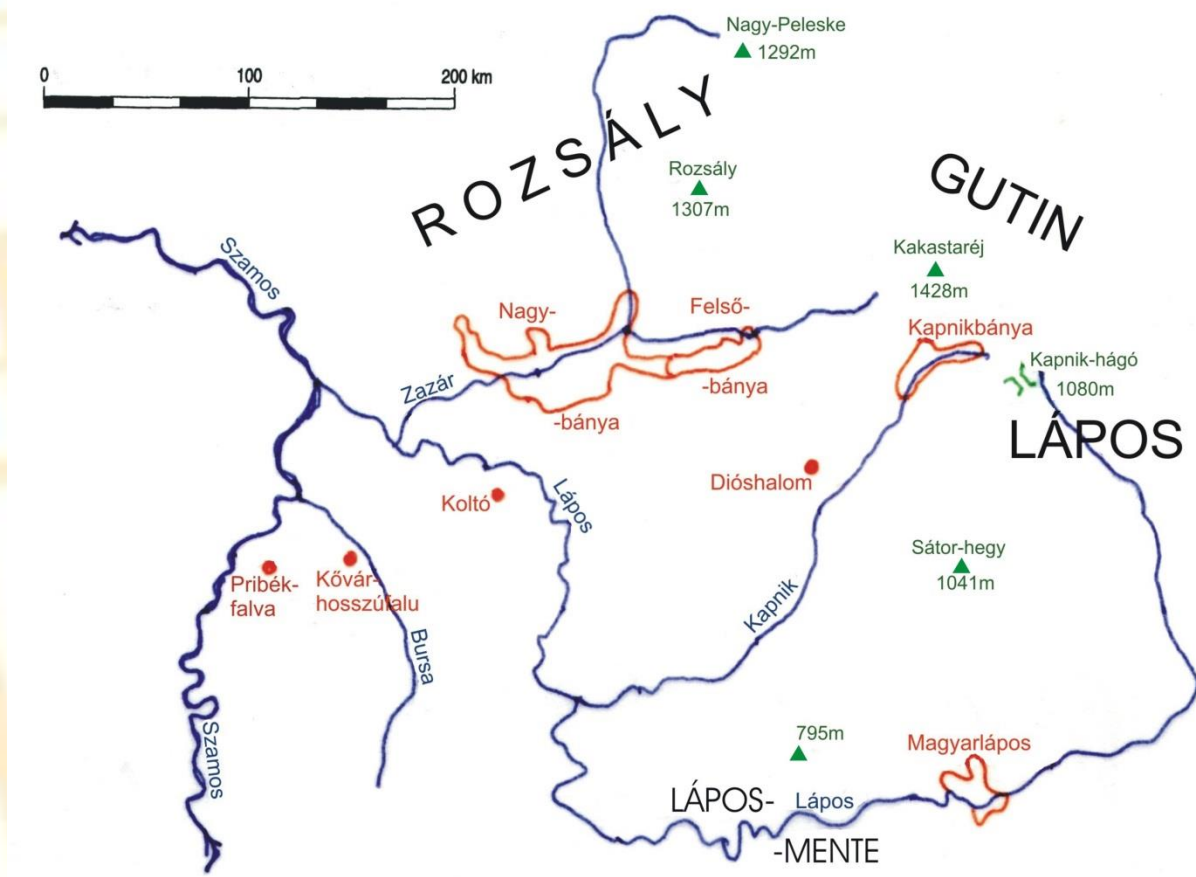 Nagy-Peleske
1292m
0 100 200 km
ROZSÁLY
Rozsály
1307m
GUTIN
Kakastaréj
1428m
Szamos
Nagy-
Felső-
Kapnikbánya
Kapnik-hágó
1080m
Zazár
-bánya
-bánya
LÁPOS
Dióshalom
Koltó
Lápos
Sátor-hegy
1041m
Pribék-
falva
Kővár-
hosszúfalu
Kapnik
Bursa
Szamos
795m
Magyarlápos
LÁPOS-
Lápos
-MENTE